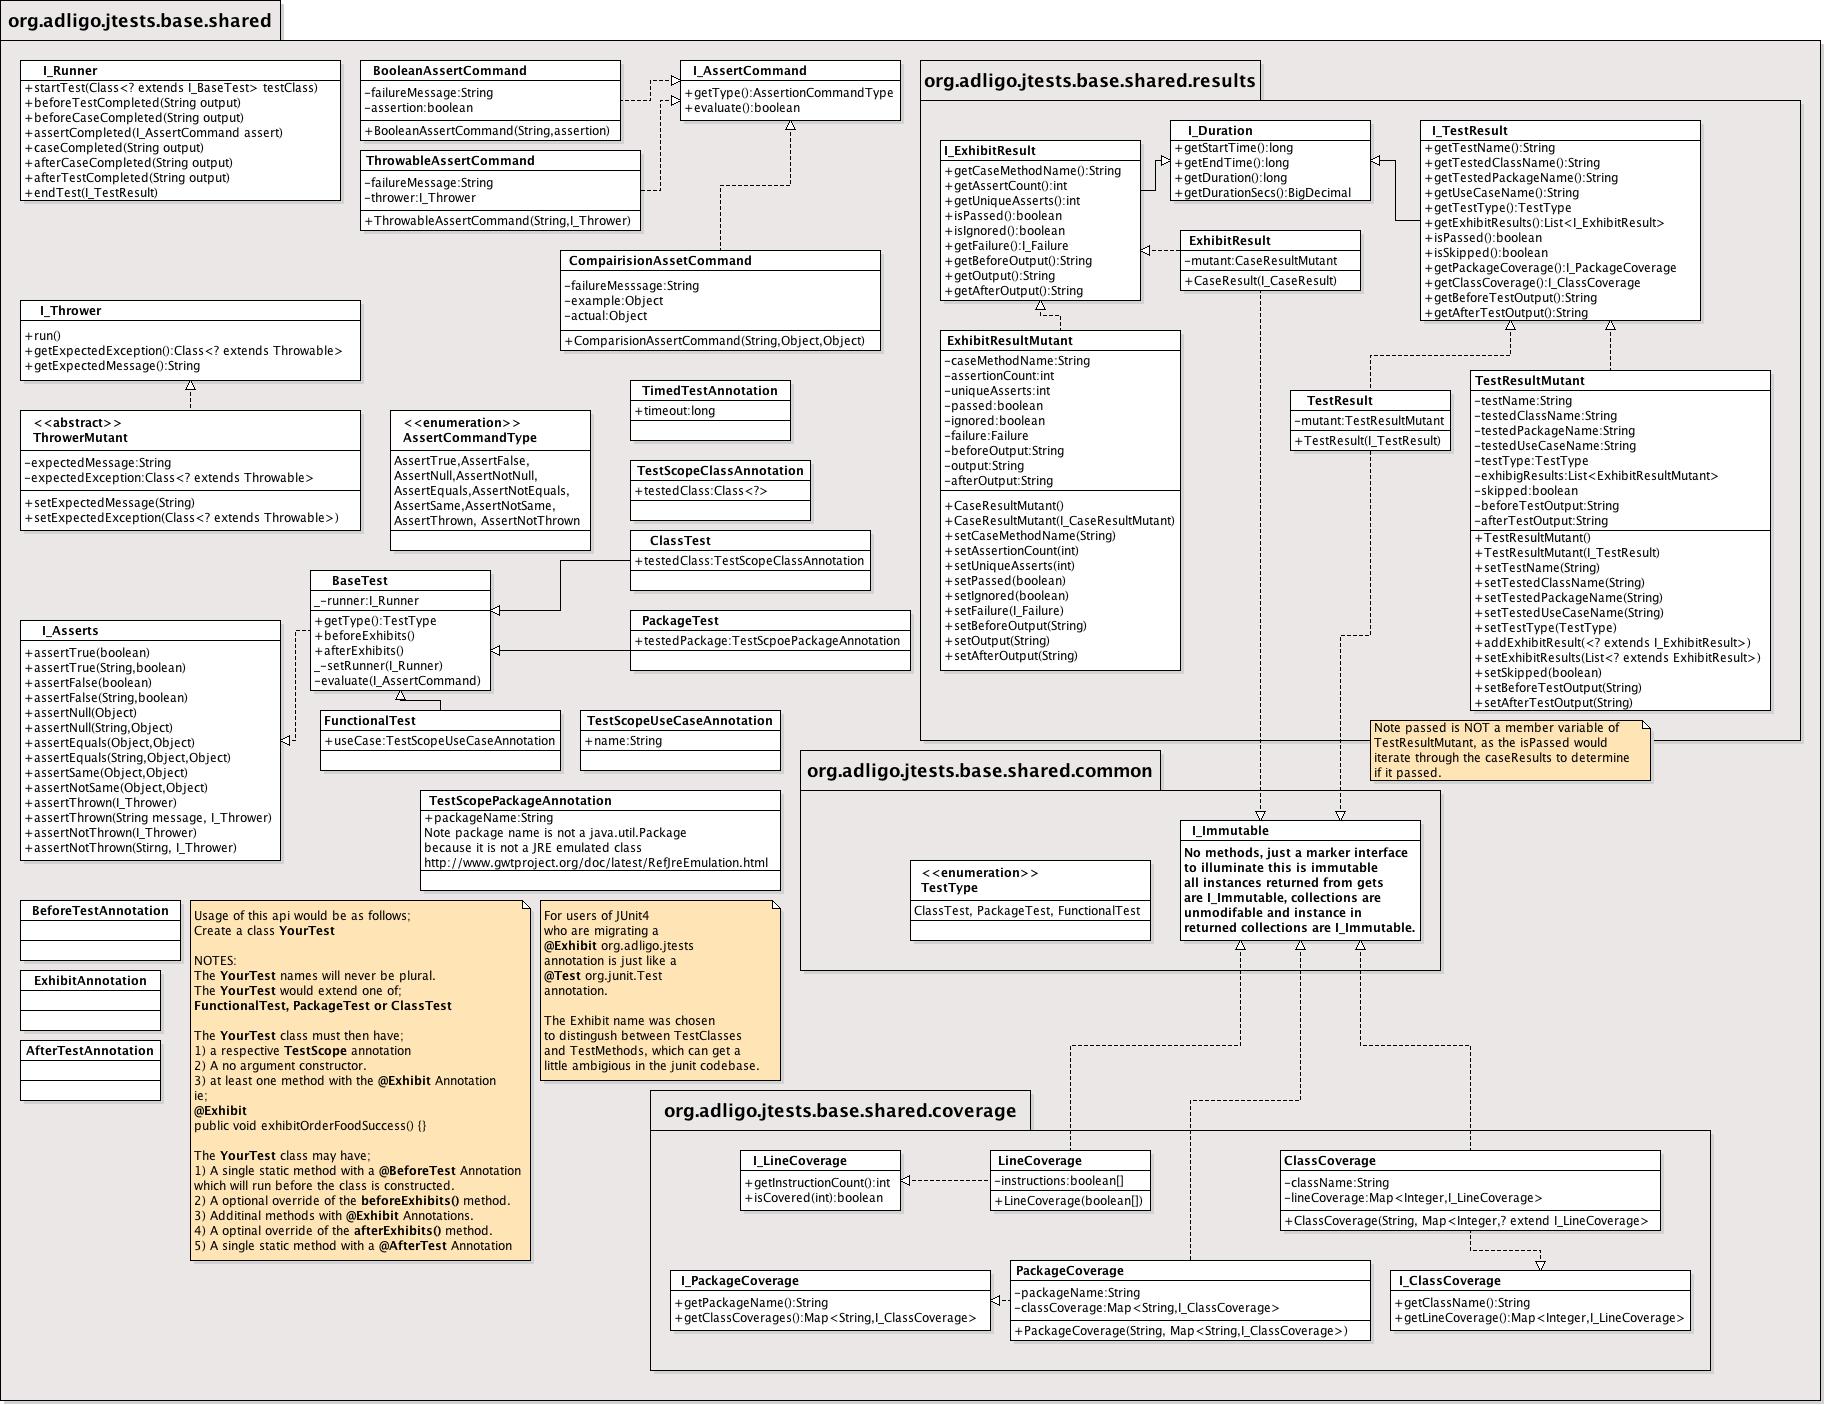 org.adligo.jtests.base.shared
I_Runner
+startTest(Class<? extends I_BaseTest> testClass)
+beforeTestCompleted(String output)
+beforeCaseCompleted(String output)
+assertCompleted(I_AssertCommand assert)
+caseCompleted(String output)
+afterCaseCompleted(String output)
+afterTestCompleted(String output)
+endTest(I_TestResult)
BooleanAssertCommand
-failureMessage:String
-assertion:boolean
+BooleanAssertCommand(String,assertion)
I_AssertCommand
+getType():AssertionCommandType
+evaluate():boolean
ThrowableAssertCommand
-failureMessage:String
-thrower:I_Thrower
+ThrowableAssertCommand(String,I_Thrower)
CompairisionAssetCommand
-failureMesssage:String
-example:Object
-actual:Object
+ComparisionAssertCommand(String,Object,Object)
I_Thrower
+run()
+getExpectedException():Class<? extends Throwable>
+getExpectedMessage():String
<<abstract>>
ThrowerMutant
-expectedMessage:String
-expectedException:Class<? extends Throwable>
+setExpectedMessage(String)
+setExpectedException(Class<? extends Throwable>)
<<enumeration>>
AssertCommandType
AssertTrue,AssertFalse,
AssertNull,AssertNotNull,
AssertEquals,AssertNotEquals,
AssertSame,AssertNotSame,
AssertThrown, AssertNotThrown
TimedTestAnnotation
+timeout:long
TestScopeClassAnnotation
+testedClass:Class<?>
ClassTest
+testedClass:TestScopeClassAnnotation
BaseTest
_-runner:I_Runner
+getType():TestType
+beforeExhibits()
+afterExhibits()
_-setRunner(I_Runner)
-evaluate(I_AssertCommand)
PackageTest
+testedPackage:TestScpoePackageAnnotation
I_Asserts
+assertTrue(boolean)
+assertTrue(String,boolean)
+assertFalse(boolean)
+assertFalse(String,boolean)
+assertNull(Object)
+assertNull(String,Object)
+assertEquals(Object,Object)
+assertEquals(String,Object,Object)
+assertSame(Object,Object)
+assertNotSame(Object,Object)
+assertThrown(I_Thrower)
+assertThrown(String message, I_Thrower)
+assertNotThrown(I_Thrower)
+assertNotThrown(Stirng, I_Thrower)
FunctionalTest
+useCase:TestScopeUseCaseAnnotation
TestScopeUseCaseAnnotation
+name:String
TestScopePackageAnnotation
+packageName:String
Note package name is not a java.util.Package
because it is not a JRE emulated class
http://www.gwtproject.org/doc/latest/RefJreEmulation.html
BeforeTestAnnotation
ExhibitAnnotation
AfterTestAnnotation
Usage of this api would be as follows;
Create a class YourTest
NOTES:
The YourTest names will never be plural.
The YourTest would extend one of;
FunctionalTest, PackageTest or ClassTest
The YourTest class must then have;
1) a respective TestScope annotation
2) A no argument constructor.
3) at least one method with the @Exhibit Annotation
ie;
@Exhibit
public void exhibitOrderFoodSuccess() {}
The YourTest class may have;
1) A single static method with a @BeforeTest Annotation
which will run before the class is constructed.
2) A optional override of the beforeExhibits() method.
3) Additinal methods with @Exhibit Annotations.
4) A optinal override of the afterExhibits() method.
5) A single static method with a @AfterTest Annotation
For users of JUnit4
who are migrating a
@Exhibit org.adligo.jtests
annotation is just like a
@Test org.junit.Test
annotation.
The Exhibit name was chosen
to distingush between TestClasses
and TestMethods, which can get a
little ambigious in the junit codebase.
org.adligo.jtests.base.shared.results
I_ExhibitResult
+getCaseMethodName():String
+getAssertCount():int
+getUniqueAsserts():int
+isPassed():boolean
+isIgnored():boolean
+getFailure():I_Failure
+getBeforeOutput():String
+getOutput():String
+getAfterOutput():String
I_Duration
+getStartTime():long
+getEndTime():long
+getDuration():long
+getDurationSecs():BigDecimal
I_TestResult
+getTestName():String
+getTestedClassName():String
+getTestedPackageName():String
+getUseCaseName():String
+getTestType():TestType
+getExhibitResults():List<I_ExhibitResult>
+isPassed():boolean
+isSkipped():boolean
+getPackageCoverage():I_PackageCoverage
+getClassCoverage():I_ClassCoverage
+getBeforeTestOutput():String
+getAfterTestOutput():String
ExhibitResult
-mutant:CaseResultMutant
+CaseResult(I_CaseResult)
ExhibitResultMutant
-caseMethodName:String
-assertionCount:int
-uniqueAsserts:int
-passed:boolean
-ignored:boolean
-failure:Failure
-beforeOutput:String
-output:String
-afterOutput:String
+CaseResultMutant()
+CaseResultMutant(I_CaseResultMutant)
+setCaseMethodName(String)
+setAssertionCount(int)
+setUniqueAsserts(int)
+setPassed(boolean)
+setIgnored(boolean)
+setFailure(I_Failure)
+setBeforeOutput(String)
+setOutput(String)
+setAfterOutput(String)
TestResult
-mutant:TestResultMutant
+TestResult(I_TestResult)
TestResultMutant
-testName:String
-testedClassName:String
-testedPackageName:String
-testedUseCaseName:String
-testType:TestType
-exhibigResults:List<ExhibitResultMutant>
-skipped:boolean
-beforeTestOutput:String
-afterTestOutput:String
+TestResultMutant()
+TestResultMutant(I_TestResult)
+setTestName(String)
+setTestedClassName(String)
+setTestedPackageName(String)
+setTestedUseCaseName(String)
+setTestType(TestType)
+addExhibitResult(<? extends I_ExhibitResult>)
+setExhibitResults(List<? extends ExhibitResult>)
+setSkipped(boolean)
+setBeforeTestOutput(String)
+setAfterTestOutput(String)
Note passed is NOT a member variable of
TestResultMutant, as the isPassed would
iterate through the caseResults to determine
if it passed.
org.adligo.jtests.base.shared.common
<<enumeration>>
TestType
ClassTest, PackageTest, FunctionalTest
I_Immutable
No methods, just a marker interface
to illuminate this is immutable
all instances returned from gets
are I_Immutable, collections are
unmodifable and instance in
returned collections are I_Immutable.
org.adligo.jtests.base.shared.coverage
I_LineCoverage
+getInstructionCount():int
+isCovered(int):boolean
LineCoverage
-instructions:boolean[]
+LineCoverage(boolean[])
ClassCoverage
-className:String
-lineCoverage:Map<Integer,I_LineCoverage>
+ClassCoverage(String, Map<Integer,? extend I_LineCoverage>
I_PackageCoverage
+getPackageName():String
+getClassCoverages():Map<String,I_ClassCoverage>
PackageCoverage
-packageName:String
-classCoverage:Map<String,I_ClassCoverage>
+PackageCoverage(String, Map<String,I_ClassCoverage>)
I_ClassCoverage
+getClassName():String
+getLineCoverage():Map<Integer,I_LineCoverage>